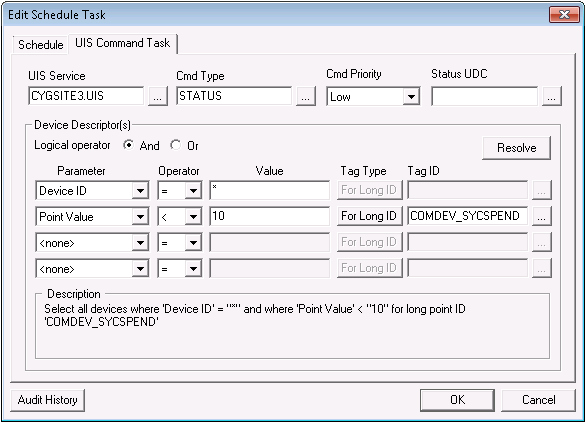 Edit Schedule Task
Schedule UIS Command Task
UIS Service Cmd Type Cmd Priority Status UDC
CYGSITE3.UIS ... STATUS ... Low ...
Device Descriptor(s)
Logical operator And Or Resolve
Parameter Operator Value Tag Type Tag ID
Device ID = * For Long ID ...
Point Value < 10 For Long ID COMDEV_SYCSPEND ...
<none> = For Long ID ...
<none> = For Long ID ...
Description
Select all devices where 'Device ID' = "*" and where 'Point Value' < "10" for long point ID
'COMDEV_SYCSPEND'
Audit History OK Cancel